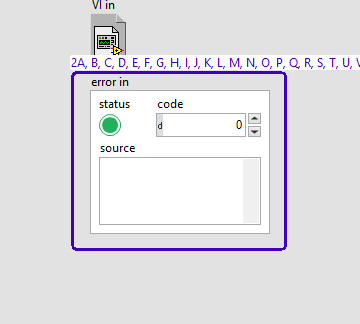 VI in
2A, B, C, D, E, F, G, H, I, J, K, L, M, N, O, P, Q, R, S, T, U, V
error in
status code
d 0
source